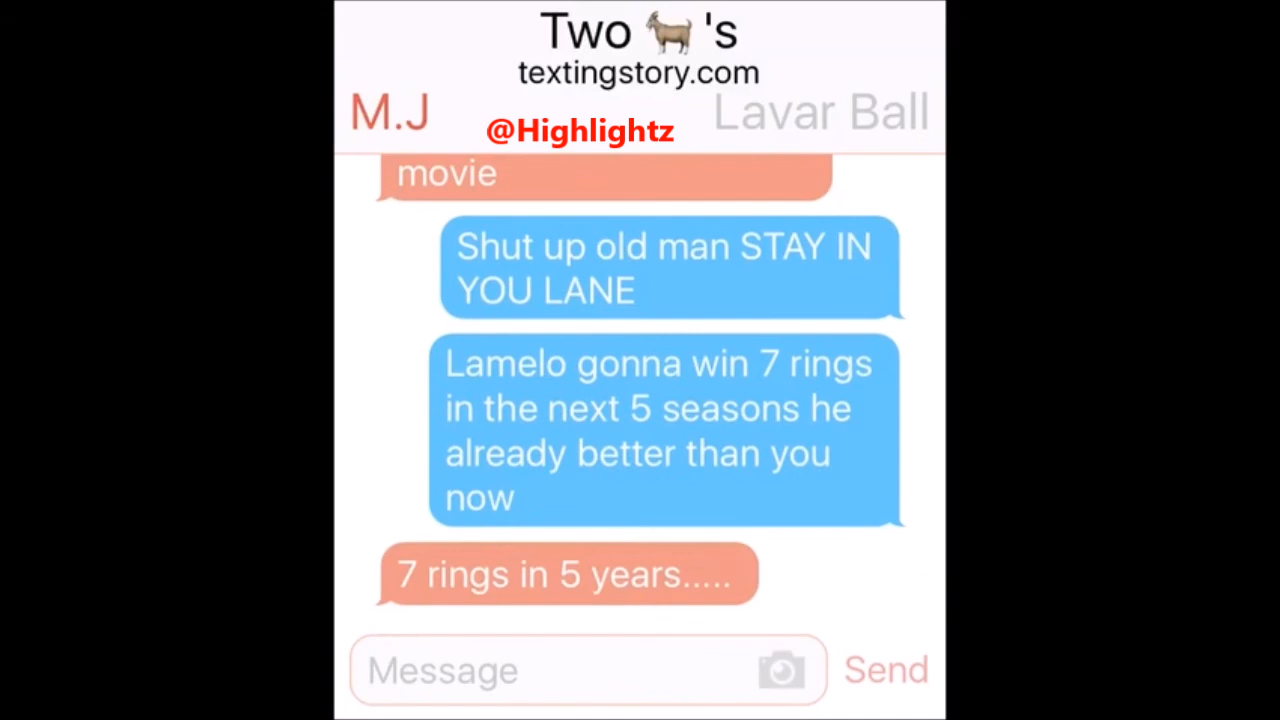 Two 🐐's
textingstory.com
M.J
@Highlightz
Lavar Ball
movie
Shut up old man STAY IN
YOU LANE
Lamelo gonna win 7 rings
in the next 5 seasons he
already better than you
now
7 rings in 5 years.....
Message
Send